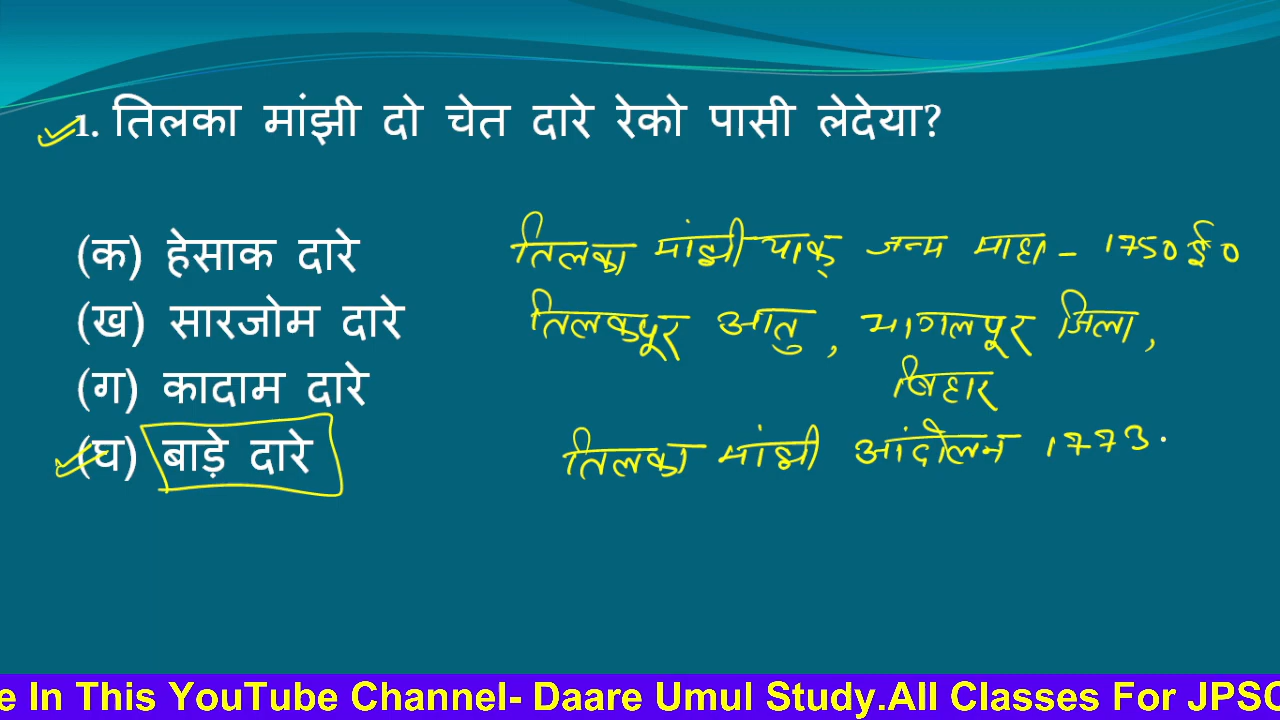 1. तिलका मांझी दो चेत दारे रेको पासी लेदेया?
(क) हेसाक दारे
(ख) सारजोम दारे
(ग) कादाम दारे
(घ) बाड़े दारे
तिलका मांझी याक् जन्म माहा - 1750 ई०
तिलकपूर आतु, भागलपूर जिला,
बिहार
तिलका मांझी आंदोलन 1773.
e In This YouTube Channel- Daare Umul Study.All Classes For JPSC